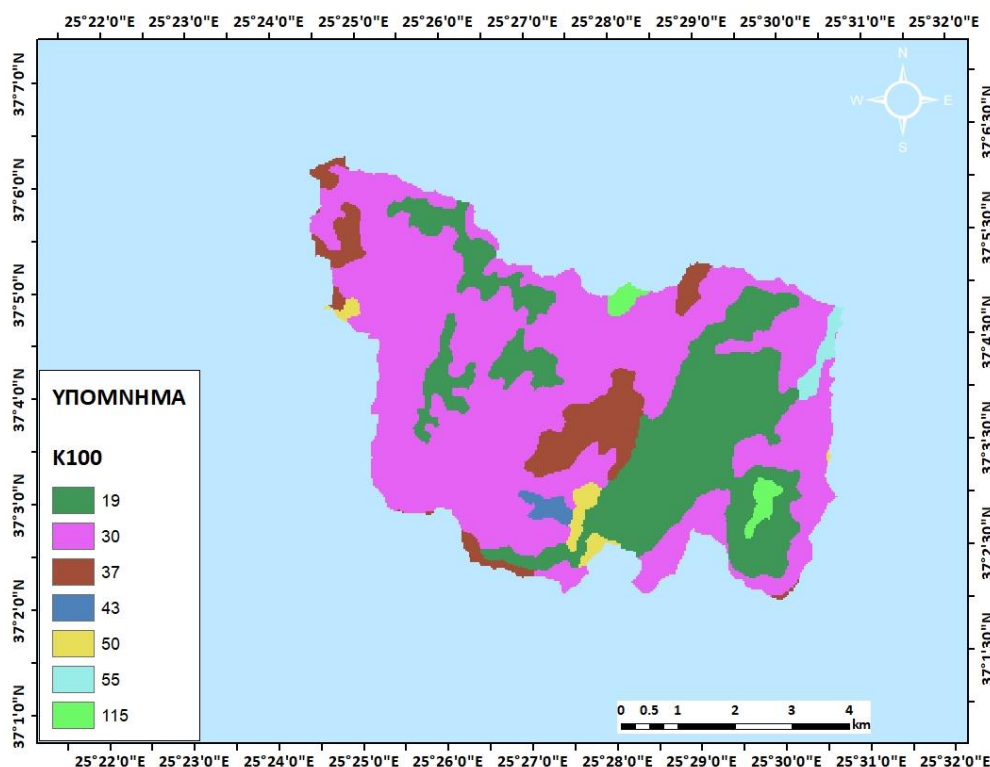 25°22'0"E 25°23'0"E 25°24'0"E 25°25'0"E 25°26'0"E 25°27'0"E 25°28'0"E 25°29'0"E 25°30'0"E 25°31'0"E 25°32'0"E
N
W E
S
37°7'0"N
37°6'0"N
37°5'0"N
37°4'0"N
37°3'0"N
37°2'0"N
37°1'0"N
37°6'30"N
37°5'30"N
37°4'30"N
37°3'30"N
37°2'30"N
37°1'30"N
ΥΠΟΜΝΗΜΑ
K100
19
30
37
43
50
55
115
0 0.5 1 2 3 4
km
25°22'0"E 25°23'0"E 25°24'0"E 25°25'0"E 25°26'0"E 25°27'0"E 25°28'0"E 25°29'0"E 25°30'0"E 25°31'0"E 25°32'0"E